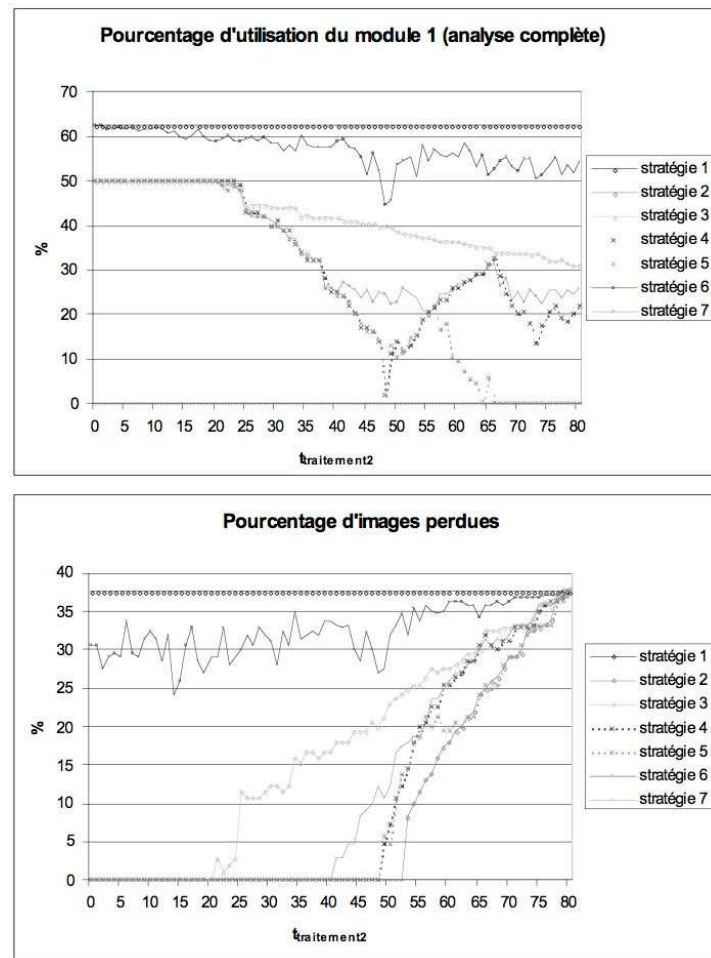 Pourcentage d'utilisation du module 1 (analyse complète)
70
60
50
40
30
20
10
0
%
0 5 10 15 20 25 30 35 40 45 50 55 60 65 70 75 80
ttraitement2
stratégie 1
stratégie 2
stratégie 3
stratégie 4
stratégie 5
stratégie 6
stratégie 7
Pourcentage d'images perdues
40
35
30
25
20
15
10
5
0
%
0 5 10 15 20 25 30 35 40 45 50 55 60 65 70 75 80
ttraitement2
stratégie 1
stratégie 2
stratégie 3
stratégie 4
stratégie 5
stratégie 6
stratégie 7